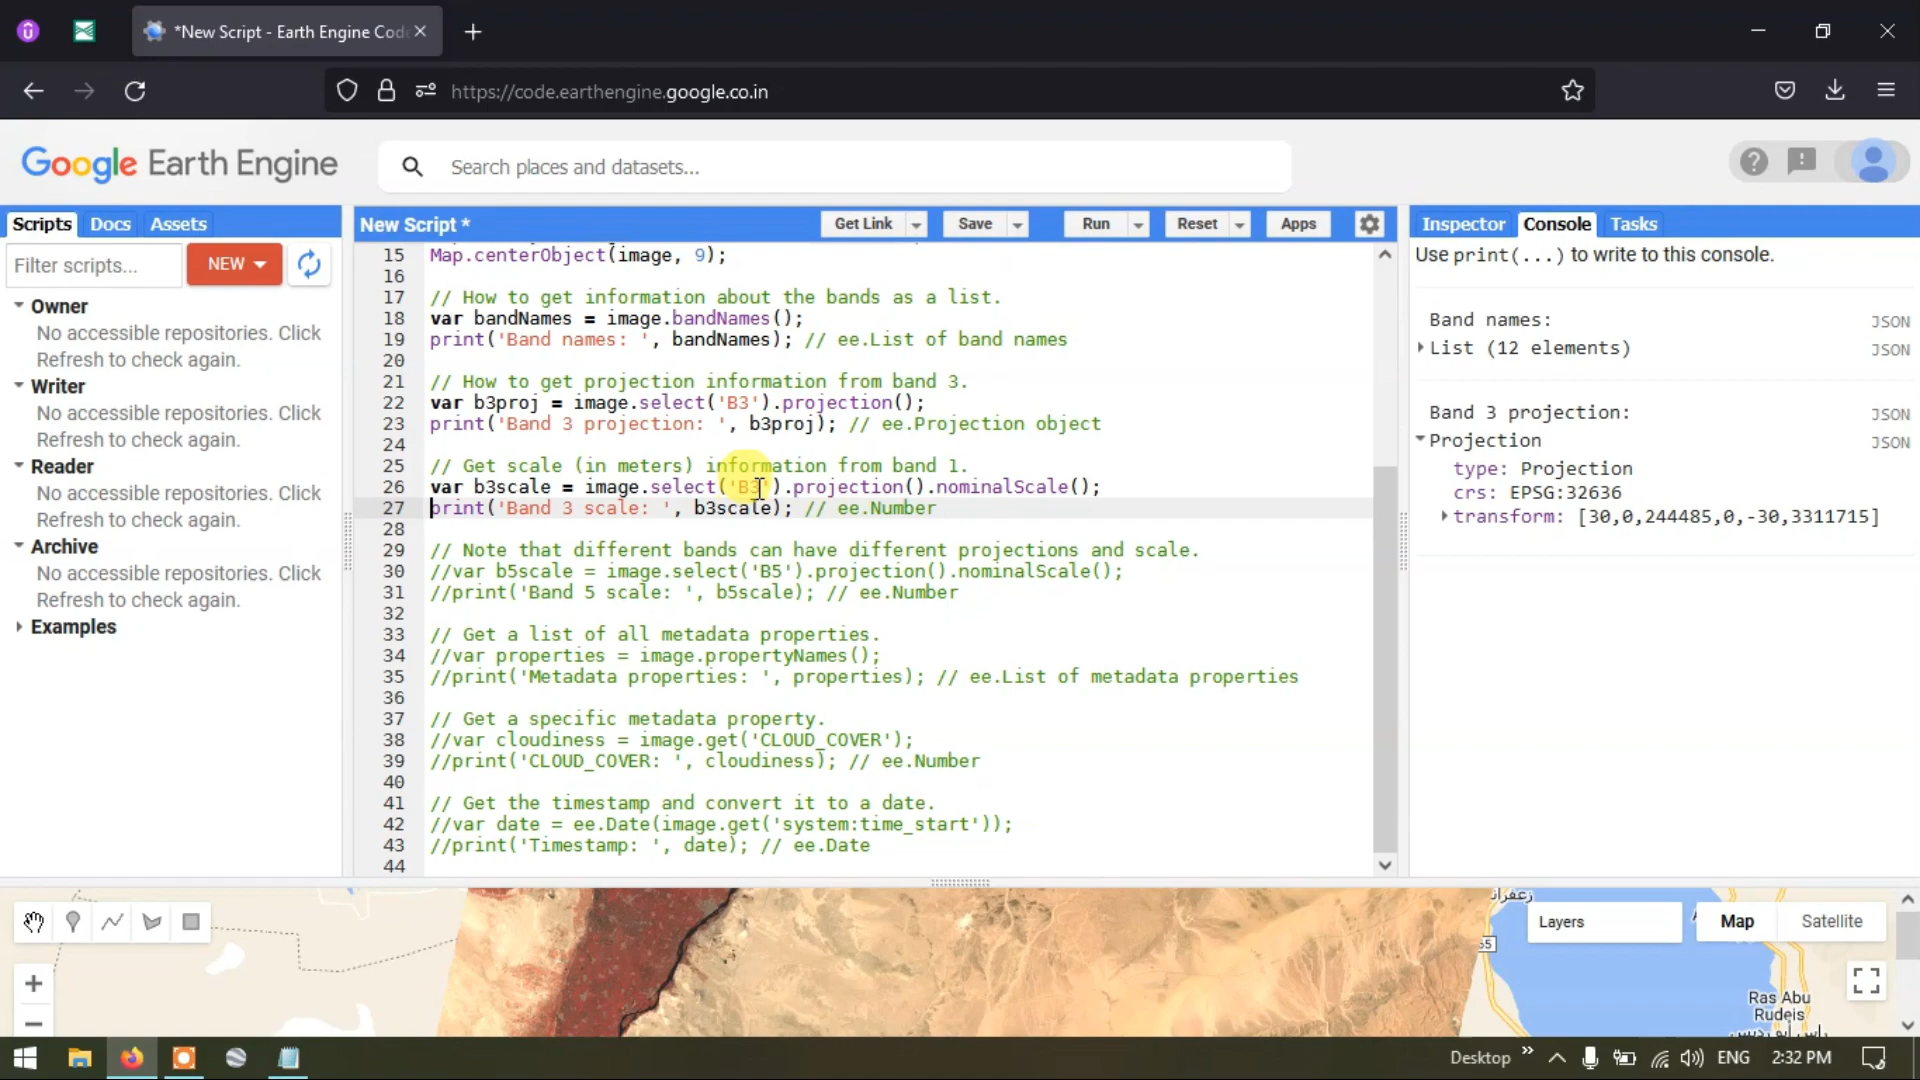 *New Script - Earth Engine Code
https://code.earthengine.google.co.in
Google Earth Engine
Search places and datasets...
Scripts Docs Assets
Filter scripts...
NEW
Owner
No accessible repositories. Click
Refresh to check again.
Writer
No accessible repositories. Click
Refresh to check again.
Reader
No accessible repositories. Click
Refresh to check again.
Archive
No accessible repositories. Click
Refresh to check again.
Examples
New Script *
Get Link Save Run Reset Apps
15 Map.centerObject(image, 9);
16
17 // How to get information about the bands as a list.
18 var bandNames = image.bandNames();
19 print('Band names: ', bandNames); // ee.List of band names
20
21 // How to get projection information from band 3.
22 var b3proj = image.select('B3').projection();
23 print('Band 3 projection: ', b3proj); // ee.Projection object
24
25 // Get scale (in meters) information from band 1.
26 var b3scale = image.select('B3').projection().nominalScale();
27 print('Band 3 scale: ', b3scale); // ee.Number
28
29 // Note that different bands can have different projections and scale.
30 //var b5scale = image.select('B5').projection().nominalScale();
31 //print('Band 5 scale: ', b5scale); // ee.Number
32
33 // Get a list of all metadata properties.
34 //var properties = image.propertyNames();
35 //print('Metadata properties: ', properties); // ee.List of metadata properties
36
37 // Get a specific metadata property.
38 //var cloudiness = image.get('CLOUD_COVER');
39 //print('CLOUD_COVER: ', cloudiness); // ee.Number
40
41 // Get the timestamp and convert it to a date.
42 //var date = ee.Date(image.get('system:time_start'));
43 //print('Timestamp: ', date); // ee.Date
44
Inspector Console Tasks
Use print(...) to write to this console.
Band names: JSON
List (12 elements) JSON
Band 3 projection: JSON
Projection JSON
type: Projection
crs: EPSG:32636
transform: [30,0,244485,0,-30,3311715]
زعفرانة
Layers
Map Satellite
65
Ras Abu
Rudeis
Desktop
ENG
2:32 PM